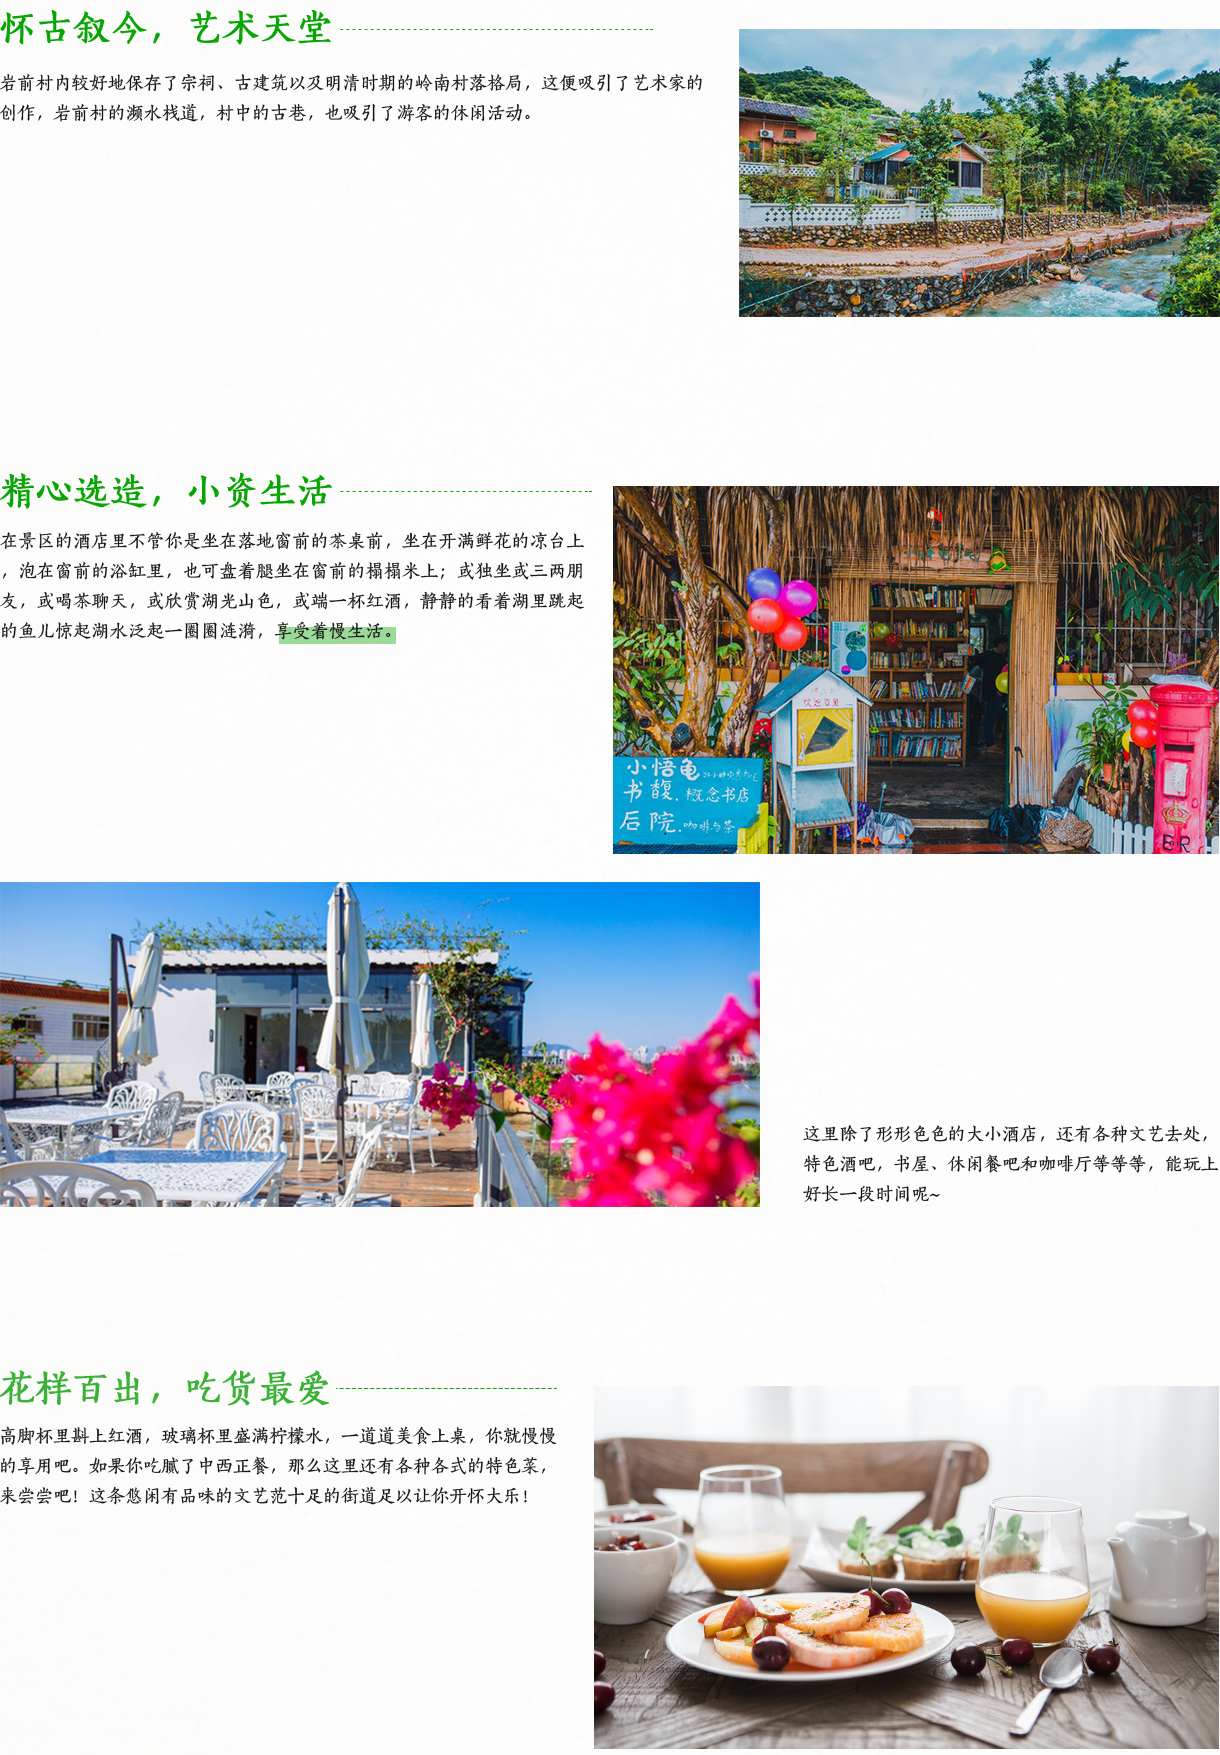 怀古叙今，艺术天堂
岩前村内较好地保存了宗祠、古建筑以及明清时期的岭南村落格局，这便吸引了艺术家的
创作，岩前村的濒水栈道，村中的古巷，也吸引了游客的休闲活动。
精心选造，小资生活
在景区的酒店里不管你是坐在落地窗前的茶桌前，坐在开满鲜花的凉台上
，泡在窗前的浴缸里，也可盘着腿坐在窗前的榻榻米上；或独坐或三两朋
友，或喝茶聊天，或欣赏湖光山色，或端一杯红酒，静静的看着湖里跳起
的鱼儿惊起湖水泛起一圈圈涟漪，享受着慢生活。
欢迎
小悟龟
书馥.概念书店
后院.咖啡与茶
E R
这里除了形形色色的大小酒店，还有各种文艺去处，
特色酒吧，书屋、休闲餐吧和咖啡厅等等等，能玩上
好长一段时间呢~
花样百出，吃货最爱
高脚杯里斟上红酒，玻璃杯里盛满柠檬水，一道道美食上桌，你就慢慢
的享用吧。如果你吃腻了中西正餐，那么这里还有各种各式的特色菜，
来尝尝吧！这条悠闲有品味的文艺范十足的街道足以让你开怀大乐！